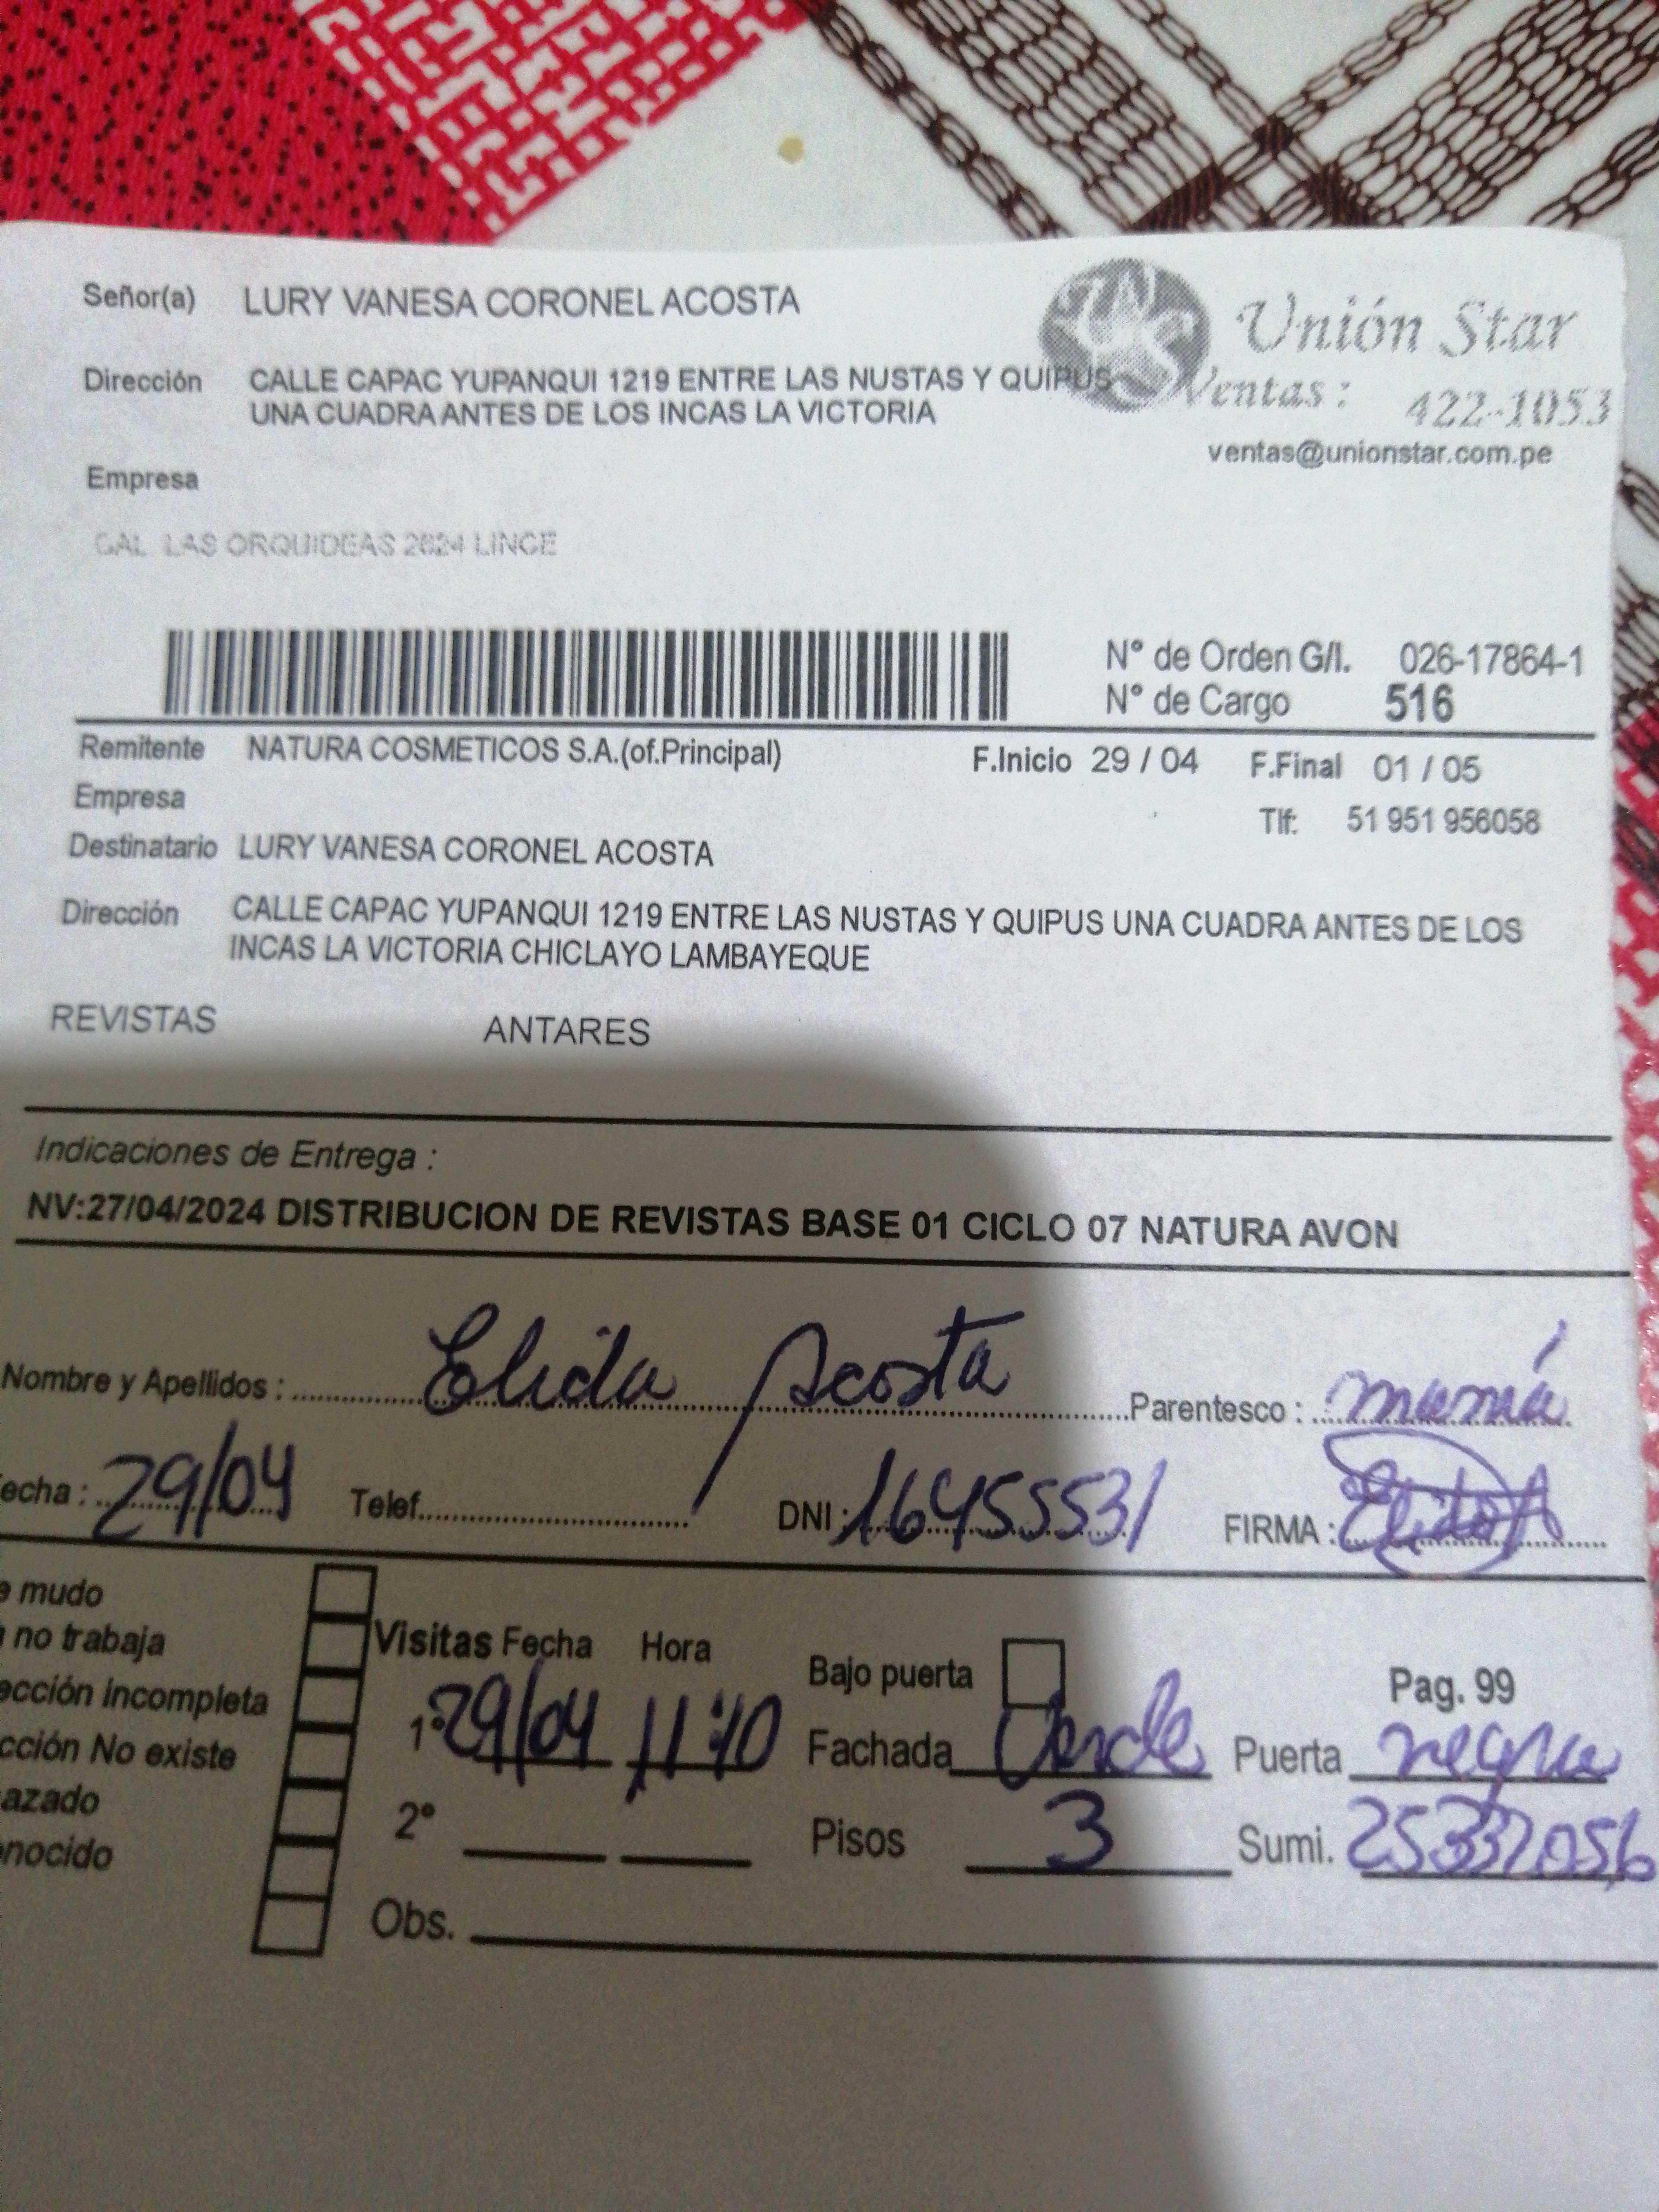 Señor(a) LURY VANESA CORONEL ACOSTA
Unión Star
Dirección CALLE CAPAC YUPANQUI 1219 ENTRE LAS NUSTAS Y QUIPUS
UNA CUADRA ANTES DE LOS INCAS LA VICTORIA
Ventas : 422-1053
ventas@unionstar.com.pe
Empresa
CAL LAS ORQUIDEAS 2624 LINCE
N° de Orden G/I. 026-17864-1
N° de Cargo 516
Remitente NATURA COSMETICOS S.A.(of.Principal) F.Inicio 29 / 04 F.Final 01 / 05
Empresa
Tlf: 51 951 956058
Destinatario LURY VANESA CORONEL ACOSTA
Dirección CALLE CAPAC YUPANQUI 1219 ENTRE LAS NUSTAS Y QUIPUS UNA CUADRA ANTES DE LOS
INCAS LA VICTORIA CHICLAYO LAMBAYEQUE
REVISTAS ANTARES
Indicaciones de Entrega :
NV:27/04/2024 DISTRIBUCION DE REVISTAS BASE 01 CICLO 07 NATURA AVON
Nombre y Apellidos : Elida Acosta Parentesco : mamá
echa : 29/04 Telef. DNI : 16455531 FIRMA : Elida A
e mudo
no trabaja
Visitas Fecha Hora
Bajo puerta
Pag. 99
ección incompleta
1° 29/04 11:10
Fachada Verde Puerta negra
cción No existe
azado
2°
Pisos 3 Sumi.
nocido
Obs.